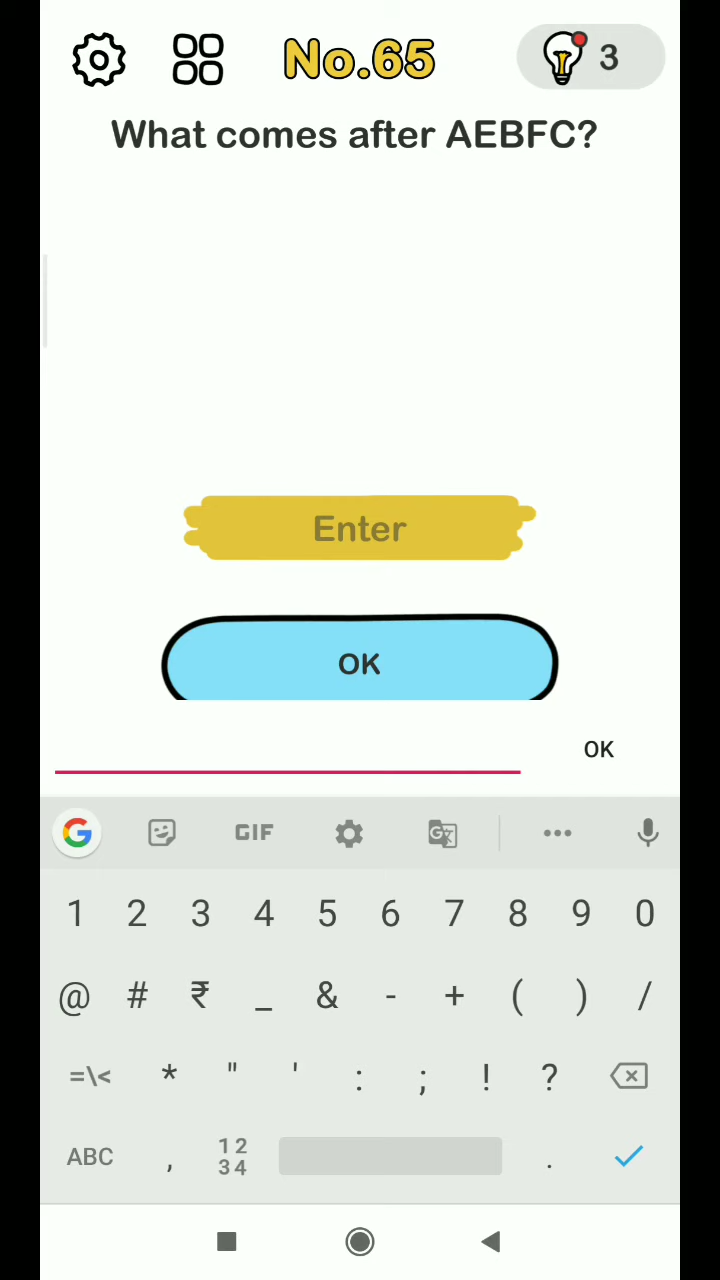 No.65
3
What comes after AEBFC?
Enter
OK
OK
G GIF
1 2 3 4 5 6 7 8 9 0
@ # ₹ _ & - + ( ) /
=\< * " ' : ; ! ?
ABC , 12 34 .